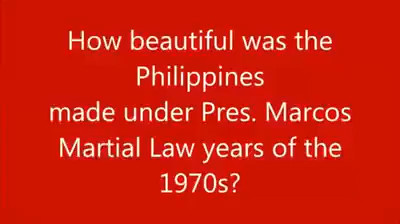 How beautiful was the
Philippines
made under Pres. Marcos
Martial Law years of the
1970s?